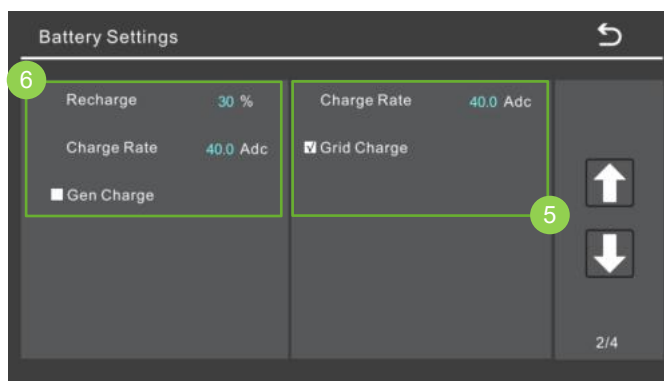 Battery Settings
6
Recharge 30 %
Charge Rate 40.0 Adc
Gen Charge
Charge Rate 40.0 Adc
Grid Charge
5
2/4